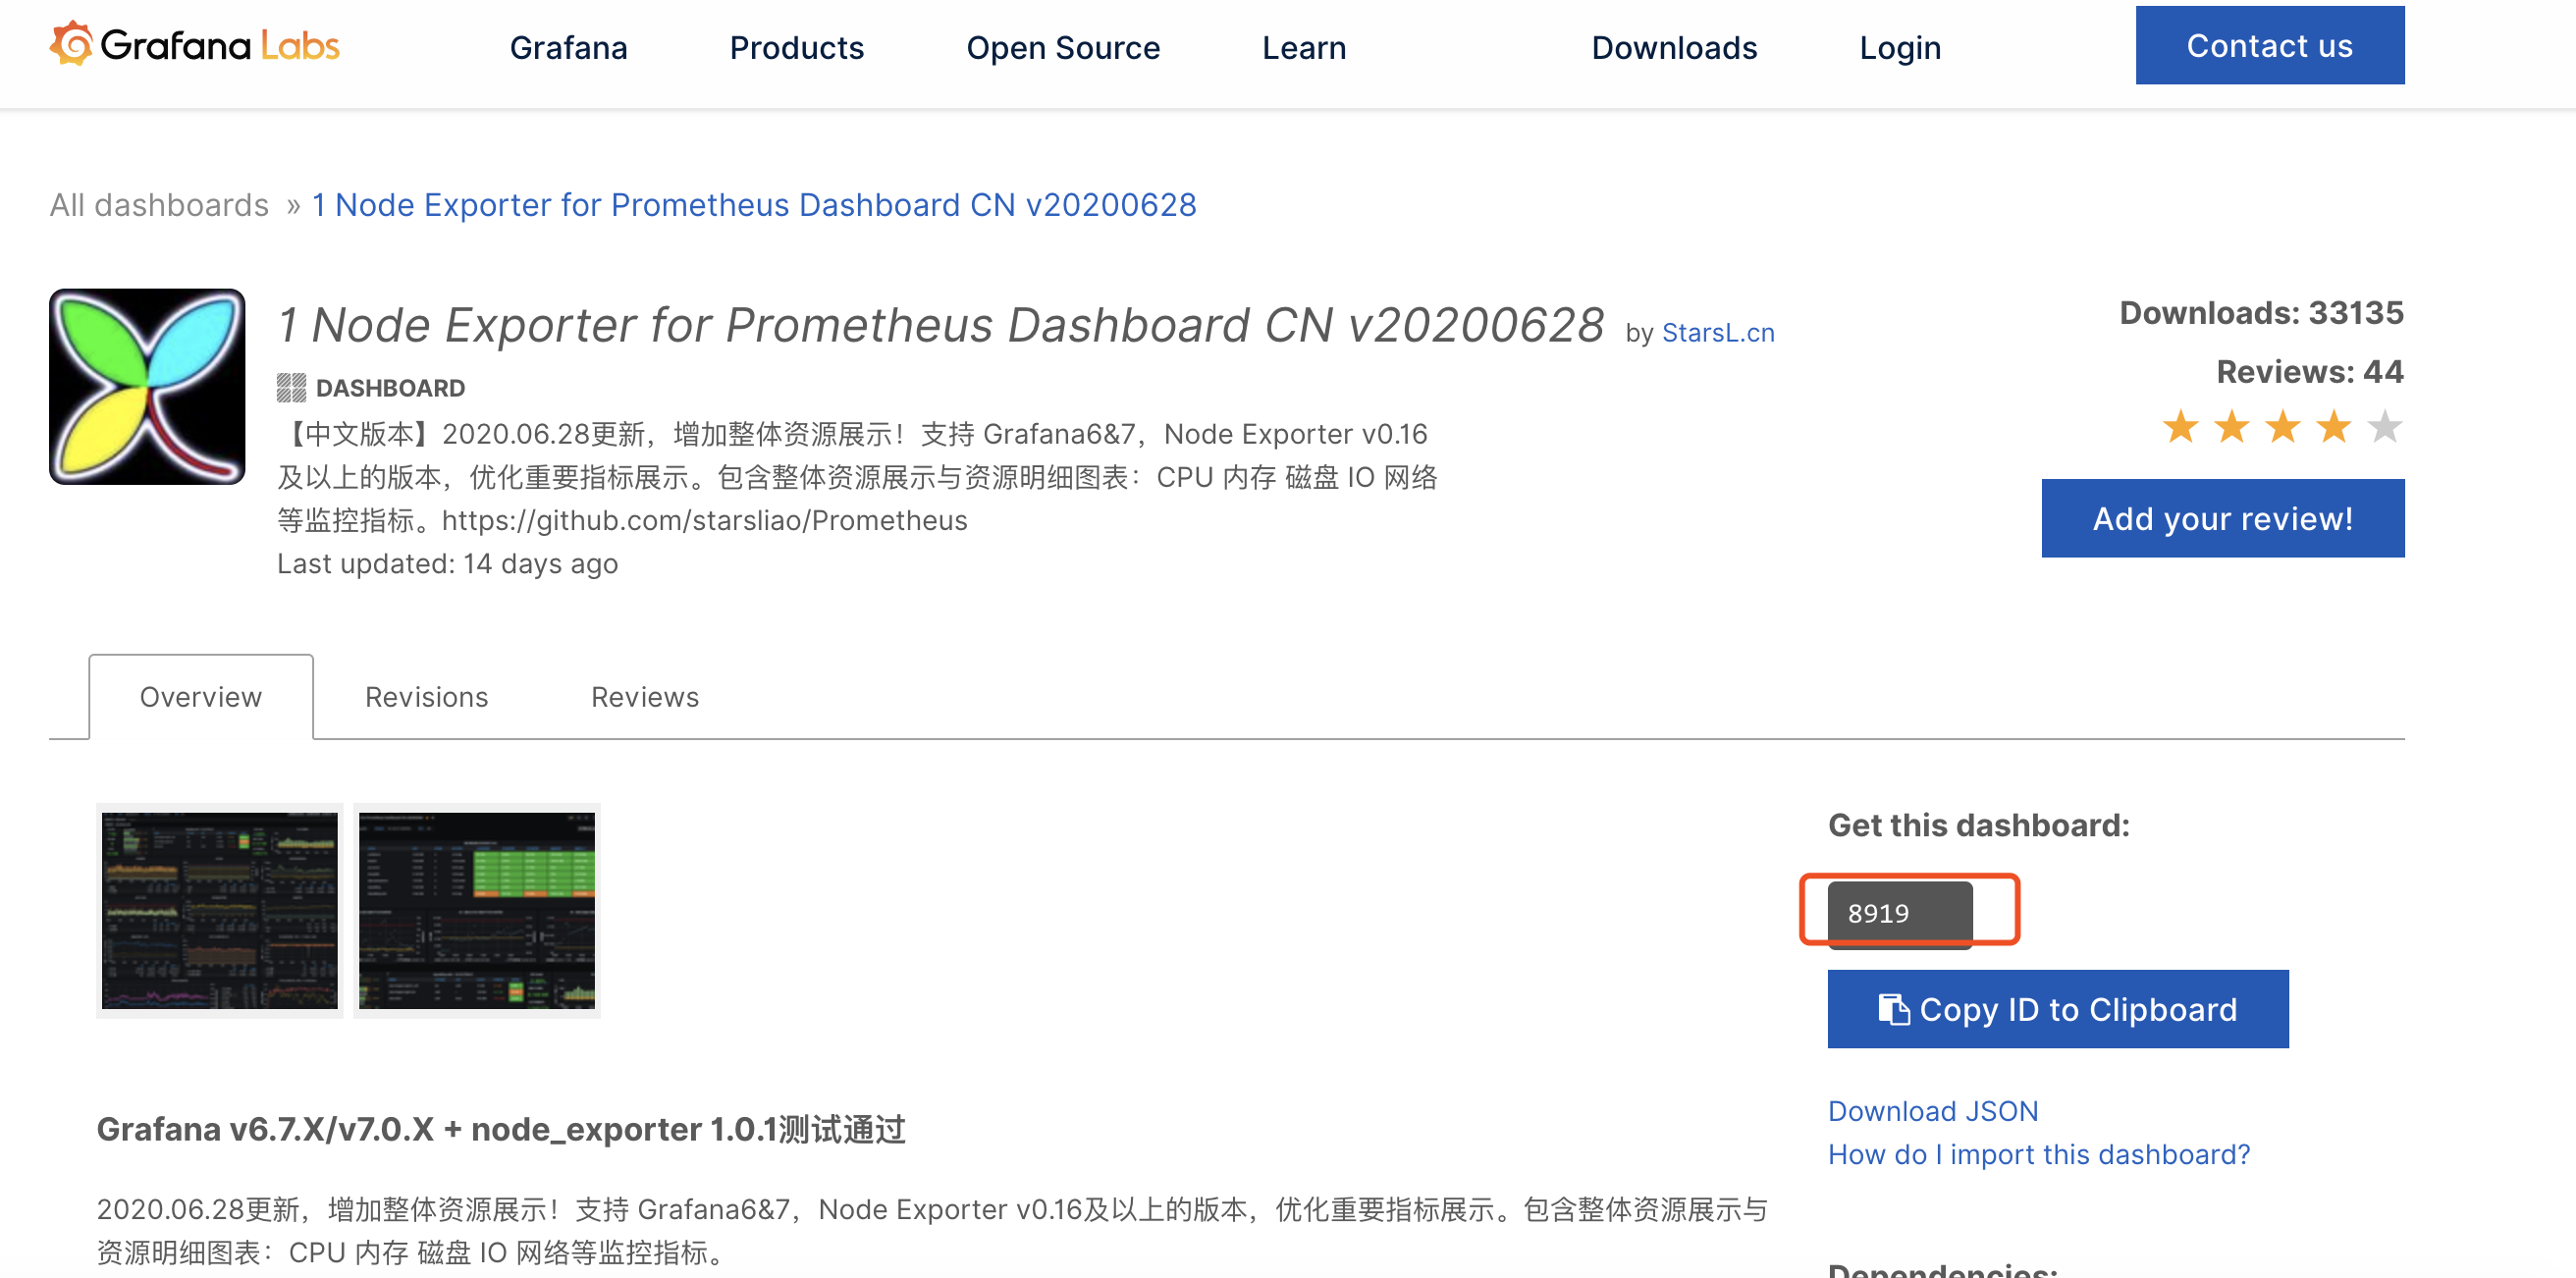 Grafana Labs
Grafana
Products
Open Source
Learn
Downloads
Login
Contact us
All dashboards » 1 Node Exporter for Prometheus Dashboard CN v20200628
1 Node Exporter for Prometheus Dashboard CN v20200628 by StarsL.cn
DASHBOARD
【中文版本】2020.06.28更新，增加整体资源展示！支持 Grafana6&7，Node Exporter v0.16
及以上的版本，优化重要指标展示。包含整体资源展示与资源明细图表：CPU 内存 磁盘 IO 网络
等监控指标。https://github.com/starsliao/Prometheus
Last updated: 14 days ago
Downloads: 33135
Reviews: 44
Add your review!
Overview
Revisions
Reviews
Get this dashboard:
8919
Copy ID to Clipboard
Download JSON
How do I import this dashboard?
Grafana v6.7.X/v7.0.X + node_exporter 1.0.1测试通过
2020.06.28更新，增加整体资源展示！支持 Grafana6&7，Node Exporter v0.16及以上的版本，优化重要指标展示。包含整体资源展示与
资源明细图表：CPU 内存 磁盘 IO 网络等监控指标。
Dependencies: